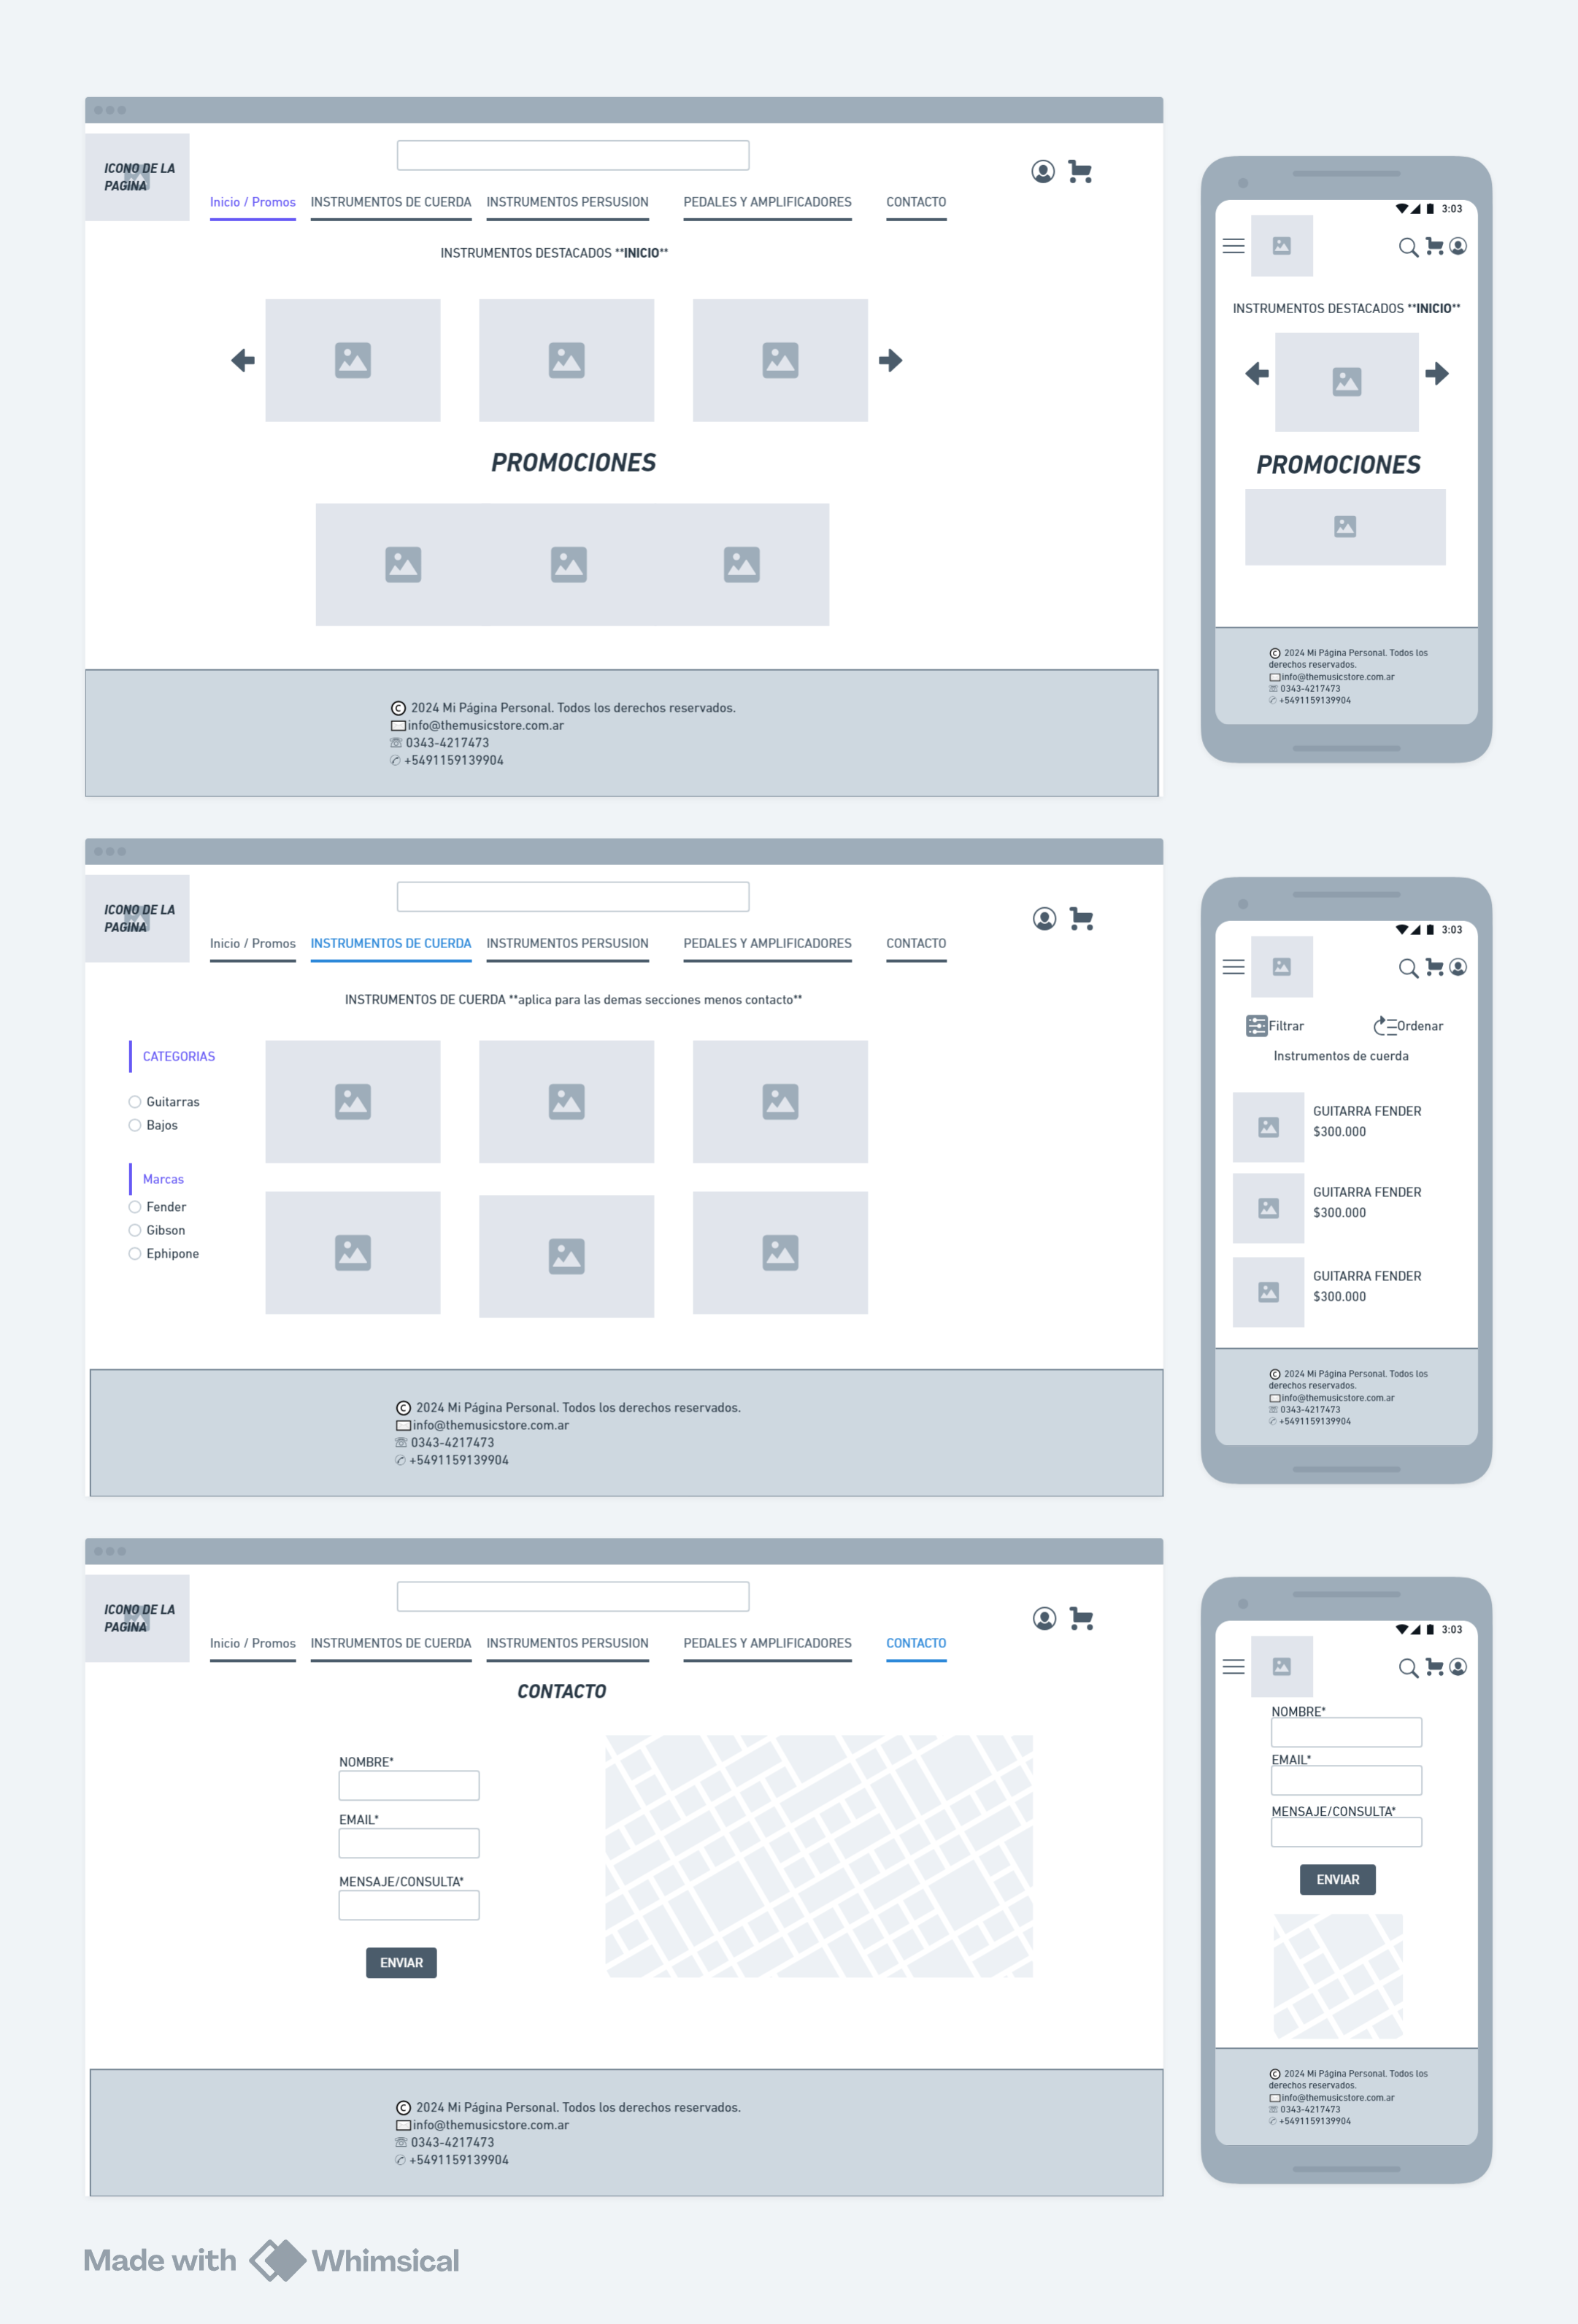 ICONO DE LA
PAGINA
Inicio / Promos INSTRUMENTOS DE CUERDA INSTRUMENTOS PERSUSION PEDALES Y AMPLIFICADORES CONTACTO
INSTRUMENTOS DESTACADOS **INICIO**
PROMOCIONES
© 2024 Mi Página Personal. Todos los derechos reservados.
info@themusicstore.com.ar
☏ 0343-4217473
✆ +5491159139904
3:03
INSTRUMENTOS DESTACADOS **INICIO**
PROMOCIONES
© 2024 Mi Página Personal. Todos los
derechos reservados.
info@themusicstore.com.ar
☏ 0343-4217473
✆ +5491159139904
ICONO DE LA
PAGINA
Inicio / Promos INSTRUMENTOS DE CUERDA INSTRUMENTOS PERSUSION PEDALES Y AMPLIFICADORES CONTACTO
INSTRUMENTOS DE CUERDA **aplica para las demas secciones menos contacto**
CATEGORIAS
Guitarras
Bajos
Marcas
Fender
Gibson
Ephipone
© 2024 Mi Página Personal. Todos los derechos reservados.
info@themusicstore.com.ar
☏ 0343-4217473
✆ +5491159139904
3:03
Filtrar Ordenar
Instrumentos de cuerda
GUITARRA FENDER
$300.000
GUITARRA FENDER
$300.000
GUITARRA FENDER
$300.000
© 2024 Mi Página Personal. Todos los
derechos reservados.
info@themusicstore.com.ar
☏ 0343-4217473
✆ +5491159139904
ICONO DE LA
PAGINA
Inicio / Promos INSTRUMENTOS DE CUERDA INSTRUMENTOS PERSUSION PEDALES Y AMPLIFICADORES CONTACTO
CONTACTO
NOMBRE*
EMAIL*
MENSAJE/CONSULTA*
ENVIAR
© 2024 Mi Página Personal. Todos los derechos reservados.
info@themusicstore.com.ar
☏ 0343-4217473
✆ +5491159139904
3:03
NOMBRE*
EMAIL*
MENSAJE/CONSULTA*
ENVIAR
© 2024 Mi Página Personal. Todos los
derechos reservados.
info@themusicstore.com.ar
☏ 0343-4217473
✆ +5491159139904
Made with Whimsical